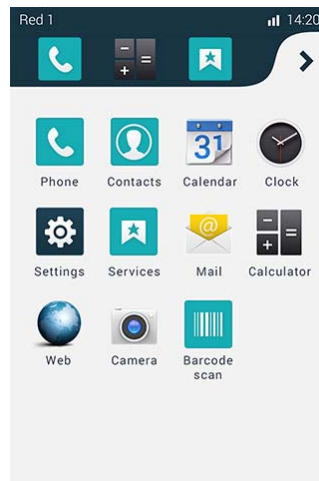 Red 1 14:20
31
Phone Contacts Calendar Clock
@
Settings Services Mail Calculator
Web Camera Barcode
scan